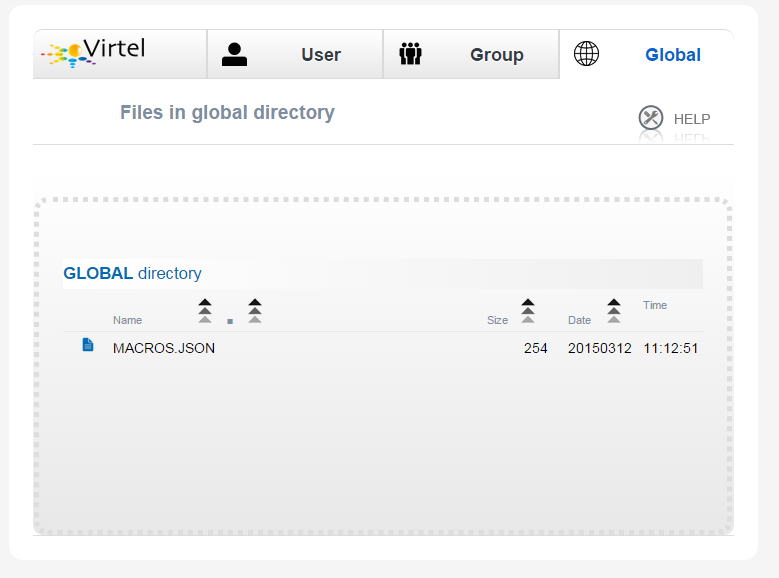 Virtel
User
Group
Global
Files in global directory
HELP
GLOBAL directory
Name . Size Date Time
MACROS.JSON 254 20150312 11:12:51